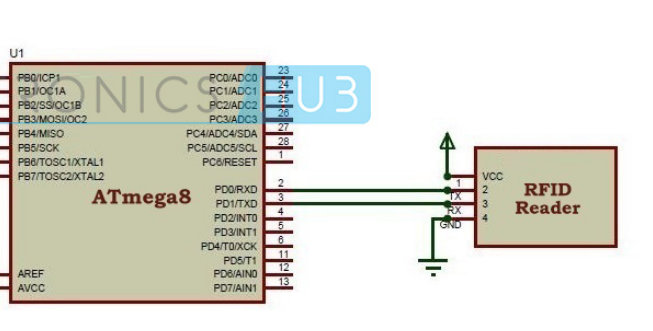 U1
PB0/ICP1
PB1/OC1A
PB2/SS/OC1B
PB3/MOSI/OC2
PB4/MISO
PB5/SCK
PB6/TOSC1/XTAL1
PB7/TOSC2/XTAL2
AREF
AVCC
RONICS U3
ATmega8
PC0/ADC0 23
PC1/ADC1 24
PC2/ADC2 25
PC3/ADC3 26
PC4/ADC4/SDA 27
PC5/ADC5/SCL 28
PC6/RESET 1
PD0/RXD 2
PD1/TXD 3
PD2/INT0 4
PD3/INT1 5
PD4/T0/XCK 6
PD5/T1 11
PD6/AIN0 12
PD7/AIN1 13
VCC
1
2
TX
3
RX
4
GND
RFID
Reader